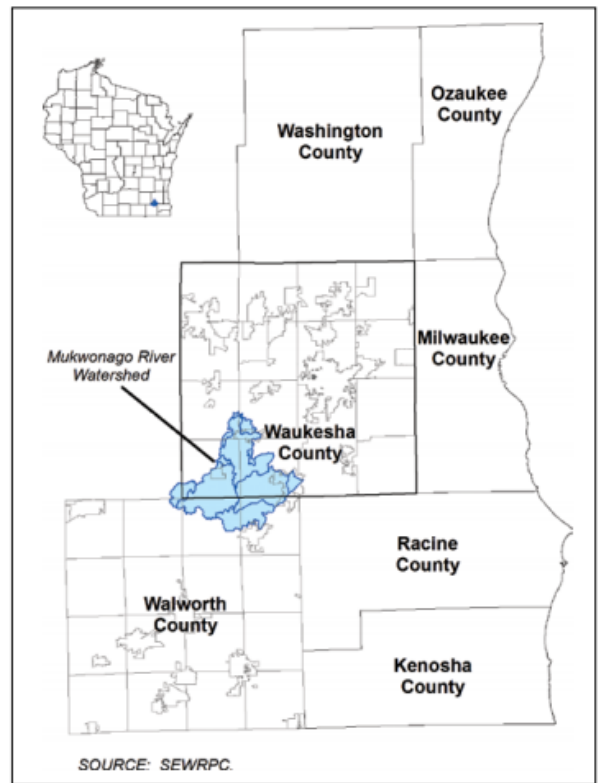 Ozaukee
County
Washington
County
Mukwonago River
Watershed
Milwaukee
County
Waukesha
County
Racine
County
Walworth
County
Kenosha
County
SOURCE: SEWRPC.